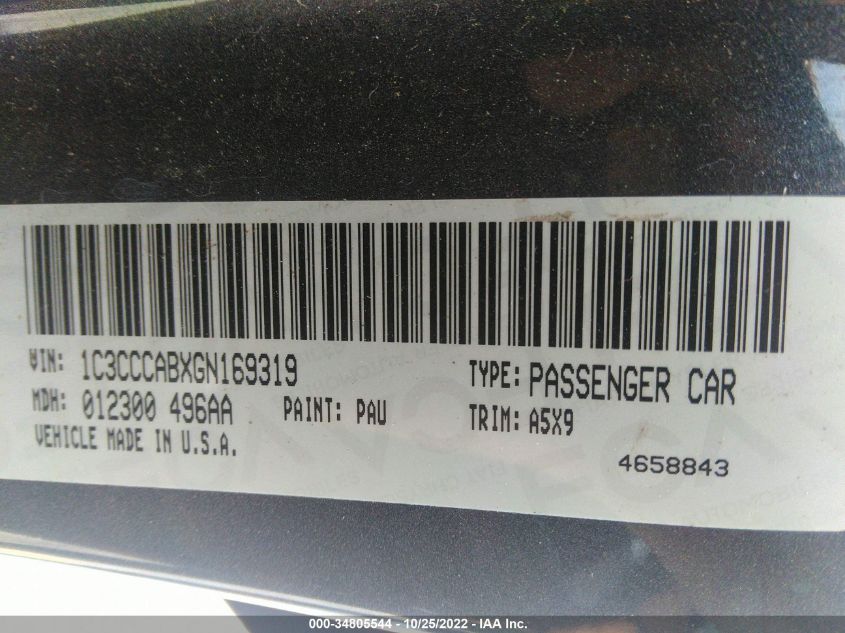 VIN: 1C3CCCABXGN169319 TYPE: PASSENGER CAR
MDH: 012300 496AA PAINT: PAU TRIM: A5X9
VEHICLE MADE IN U.S.A. 4658843
000-34805544 - 10/25/2022 - IAA Inc.